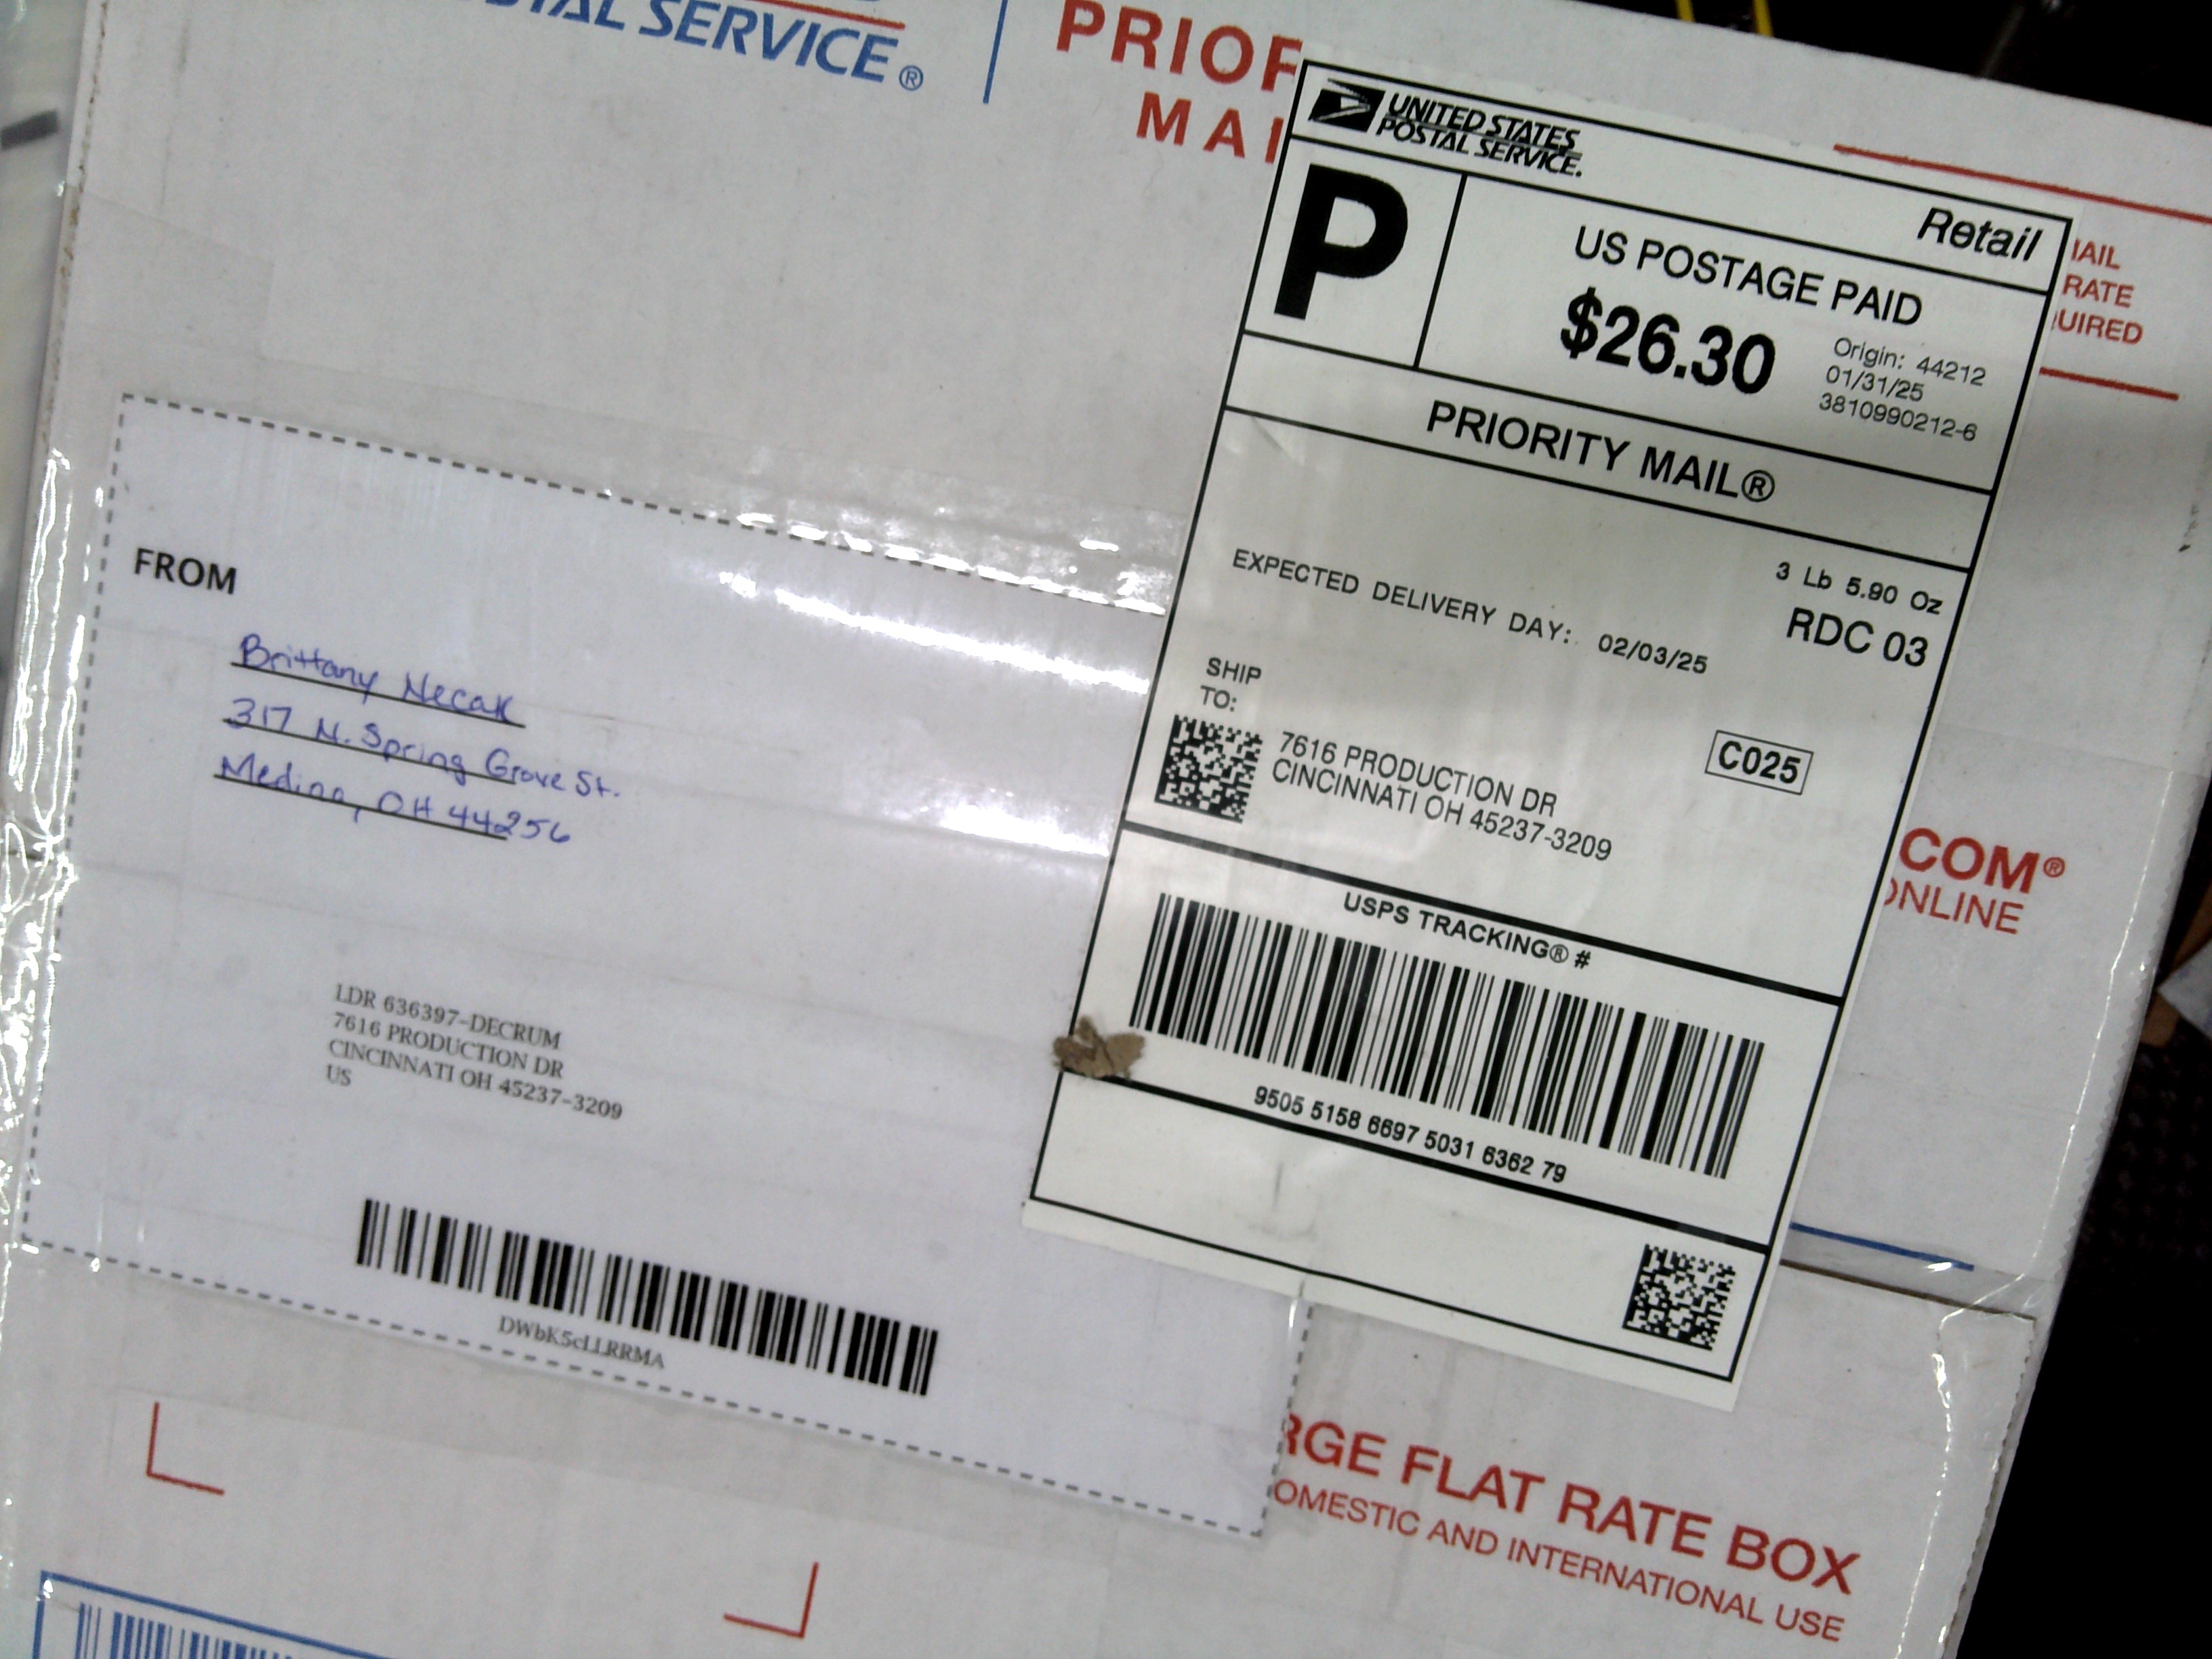 POSTAL SERVICE®
PRIOR
MAI
UNITED STATES
POSTAL SERVICE.
Retail
P
US POSTAGE PAID
$26.30
Origin: 44212
01/31/25
3810990212-6
PRIORITY MAIL®
3 Lb 5.90 Oz
RDC 03
EXPECTED DELIVERY DAY: 02/03/25
SHIP
TO:
C025
7616 PRODUCTION DR
CINCINNATI OH 45237-3209
USPS TRACKING® #
9505 5158 6697 5031 6362 79
AIL
RATE
UIRED
COM®
ONLINE
FROM
Brittany Necak
317 N. Spring Grove St.
Medina, OH 44256
LDR 636397-DECRUM
7616 PRODUCTION DR
CINCINNATI OH 45237-3209
US
DWbK5cLLRRMA
RGE FLAT RATE BOX
OMESTIC AND INTERNATIONAL USE